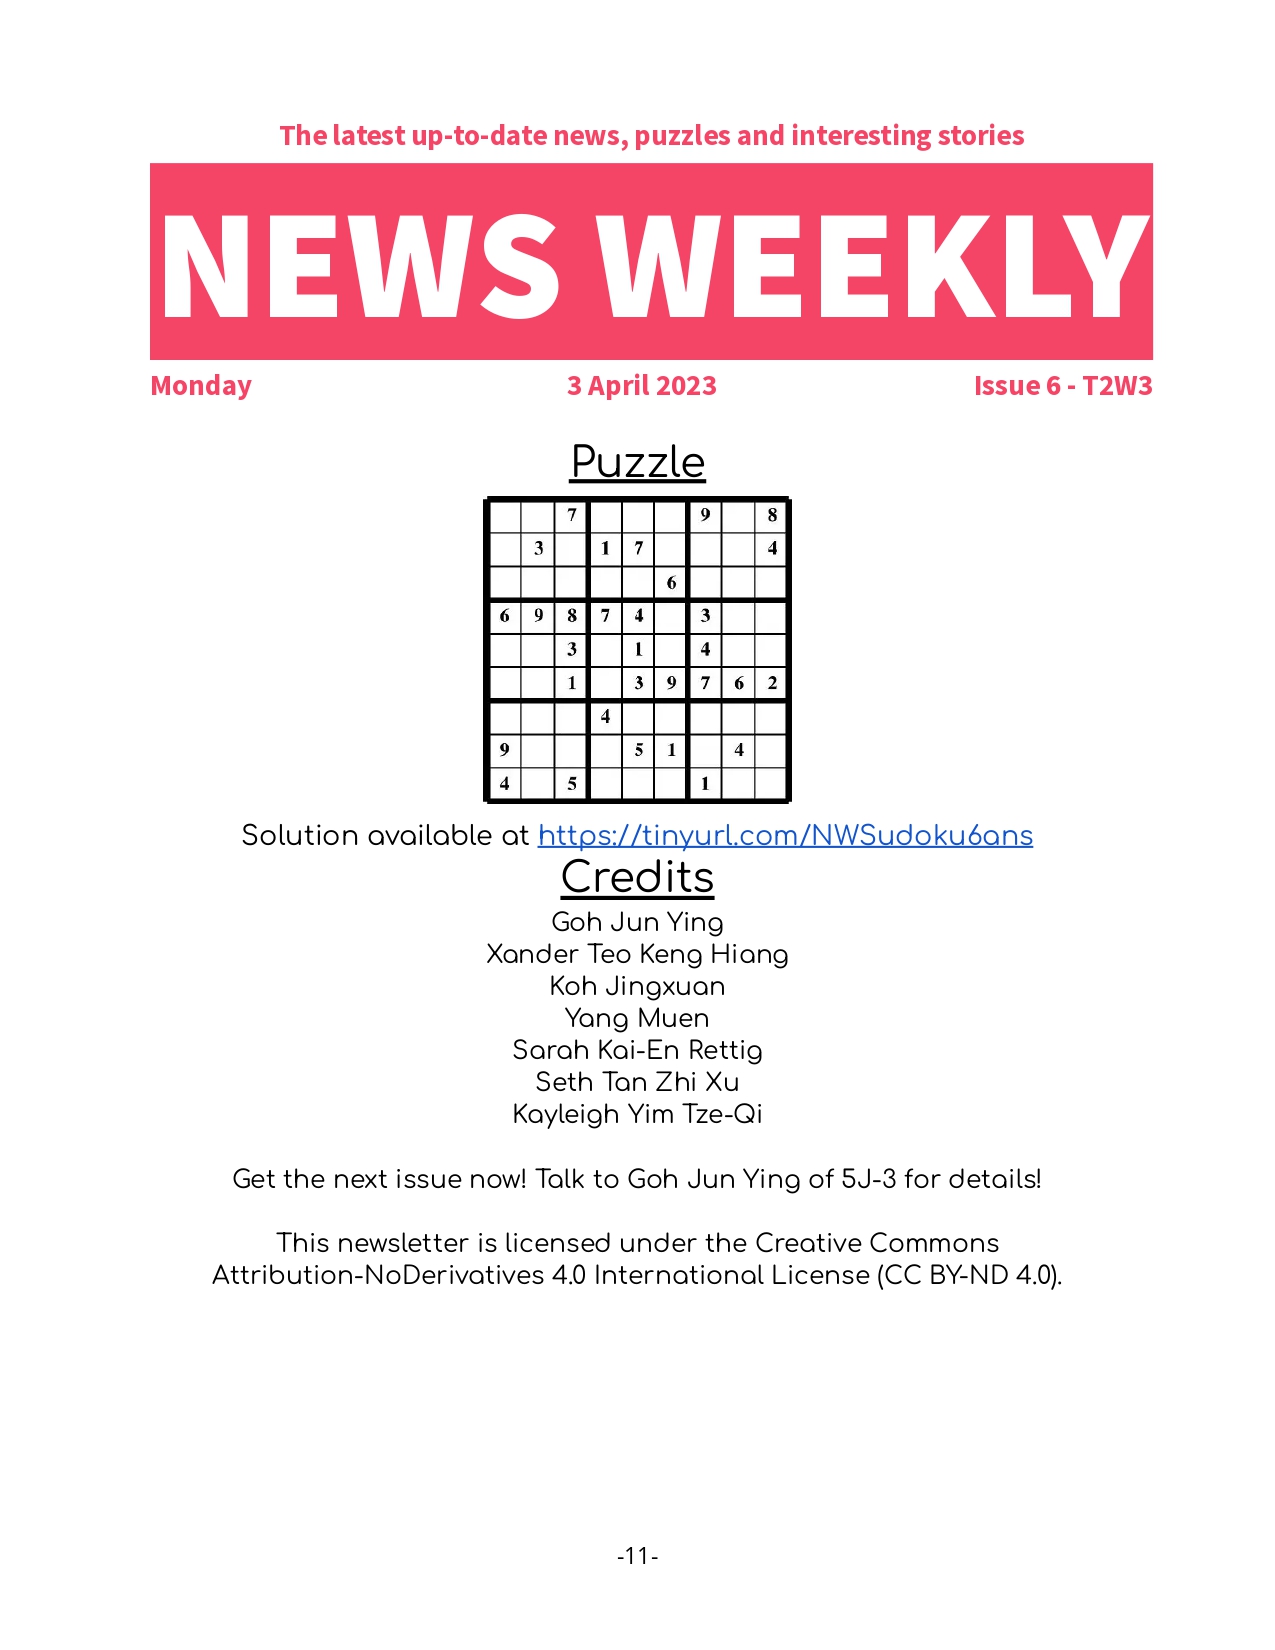 The latest up-to-date news, puzzles and interesting stories
NEWS WEEKLY
Monday 3 April 2023 Issue 6 - T2W3
Puzzle
7 9 8
3 1 7 4
6
6 9 8 7 4 3
3 1 4
1 3 9 7 6 2
4
9 5 1 4
4 5 1
Solution available at https://tinyurl.com/NWSudoku6ans
Credits
Goh Jun Ying
Xander Teo Keng Hiang
Koh Jingxuan
Yang Muen
Sarah Kai-En Rettig
Seth Tan Zhi Xu
Kayleigh Yim Tze-Qi
Get the next issue now! Talk to Goh Jun Ying of 5J-3 for details!
This newsletter is licensed under the Creative Commons
Attribution-NoDerivatives 4.0 International License (CC BY-ND 4.0).
-11-